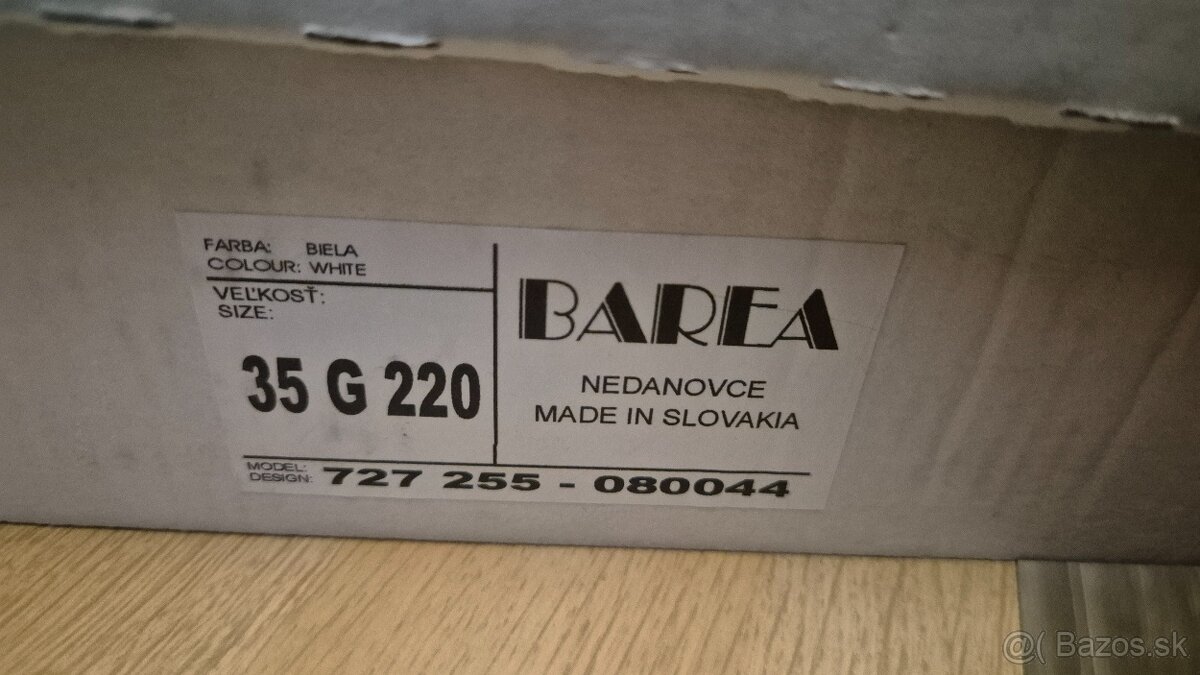 FARBA: BIELA
COLOUR: WHITE
VEĽKOSŤ:
SIZE:
35 G 220
BAREA
NEDANOVCE
MADE IN SLOVAKIA
MODEL:
DESIGN: 727 255 - 080044
@( Bazos.sk